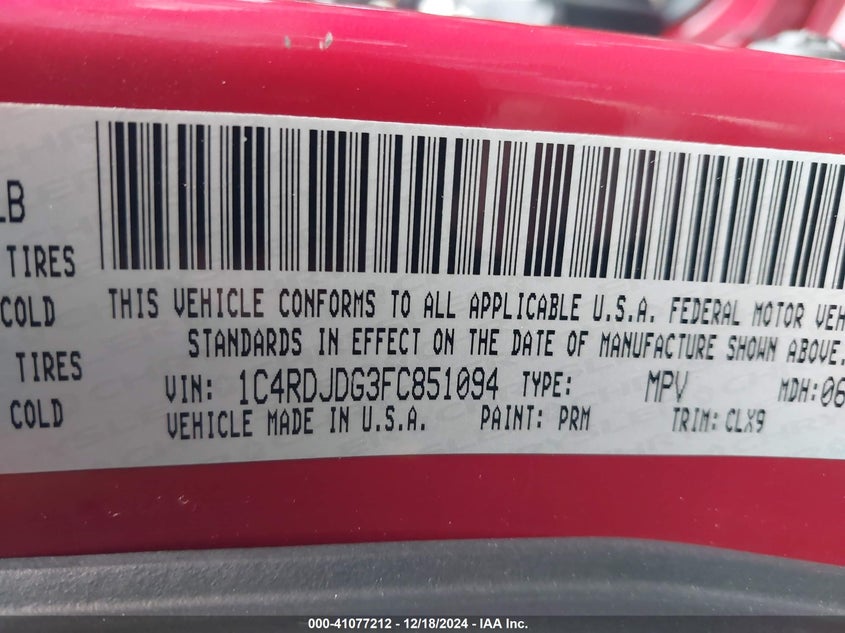 LB
TIRES
COLD
TIRES
COLD
THIS VEHICLE CONFORMS TO ALL APPLICABLE U.S.A. FEDERAL MOTOR VEH
STANDARDS IN EFFECT ON THE DATE OF MANUFACTURE SHOWN ABOVE.
VIN: 1C4RDJDG3FC851094 TYPE: MPV MDH:06
VEHICLE MADE IN U.S.A. PAINT: PRM TRIM: CLX9
000-41077212 - 12/18/2024 - IAA Inc.